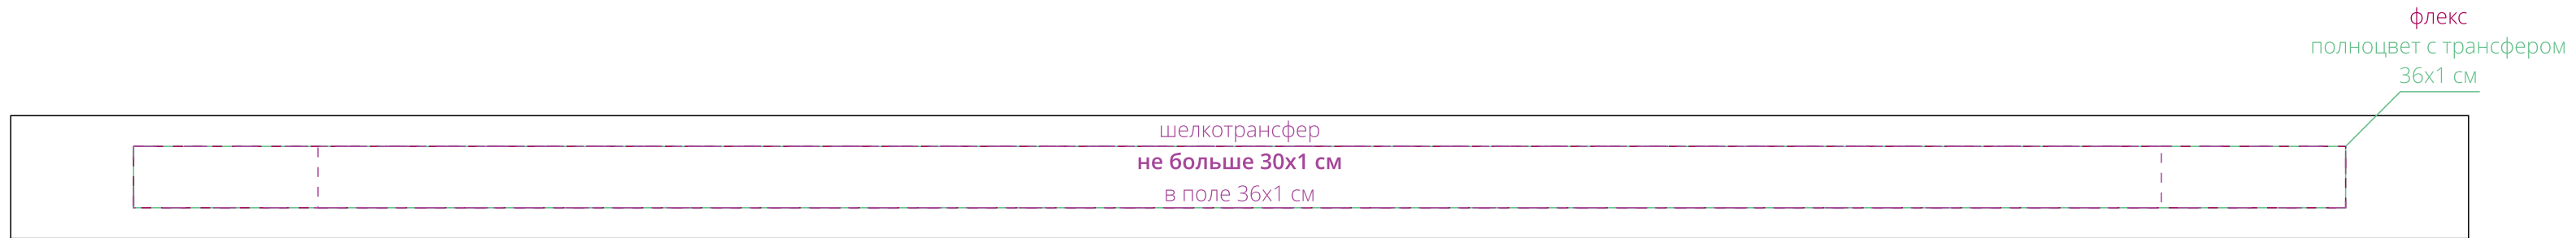 флекс
полноцвет с трансфером
36х1 см
шелкотрансфер
не больше 30х1 см
в поле 36х1 см